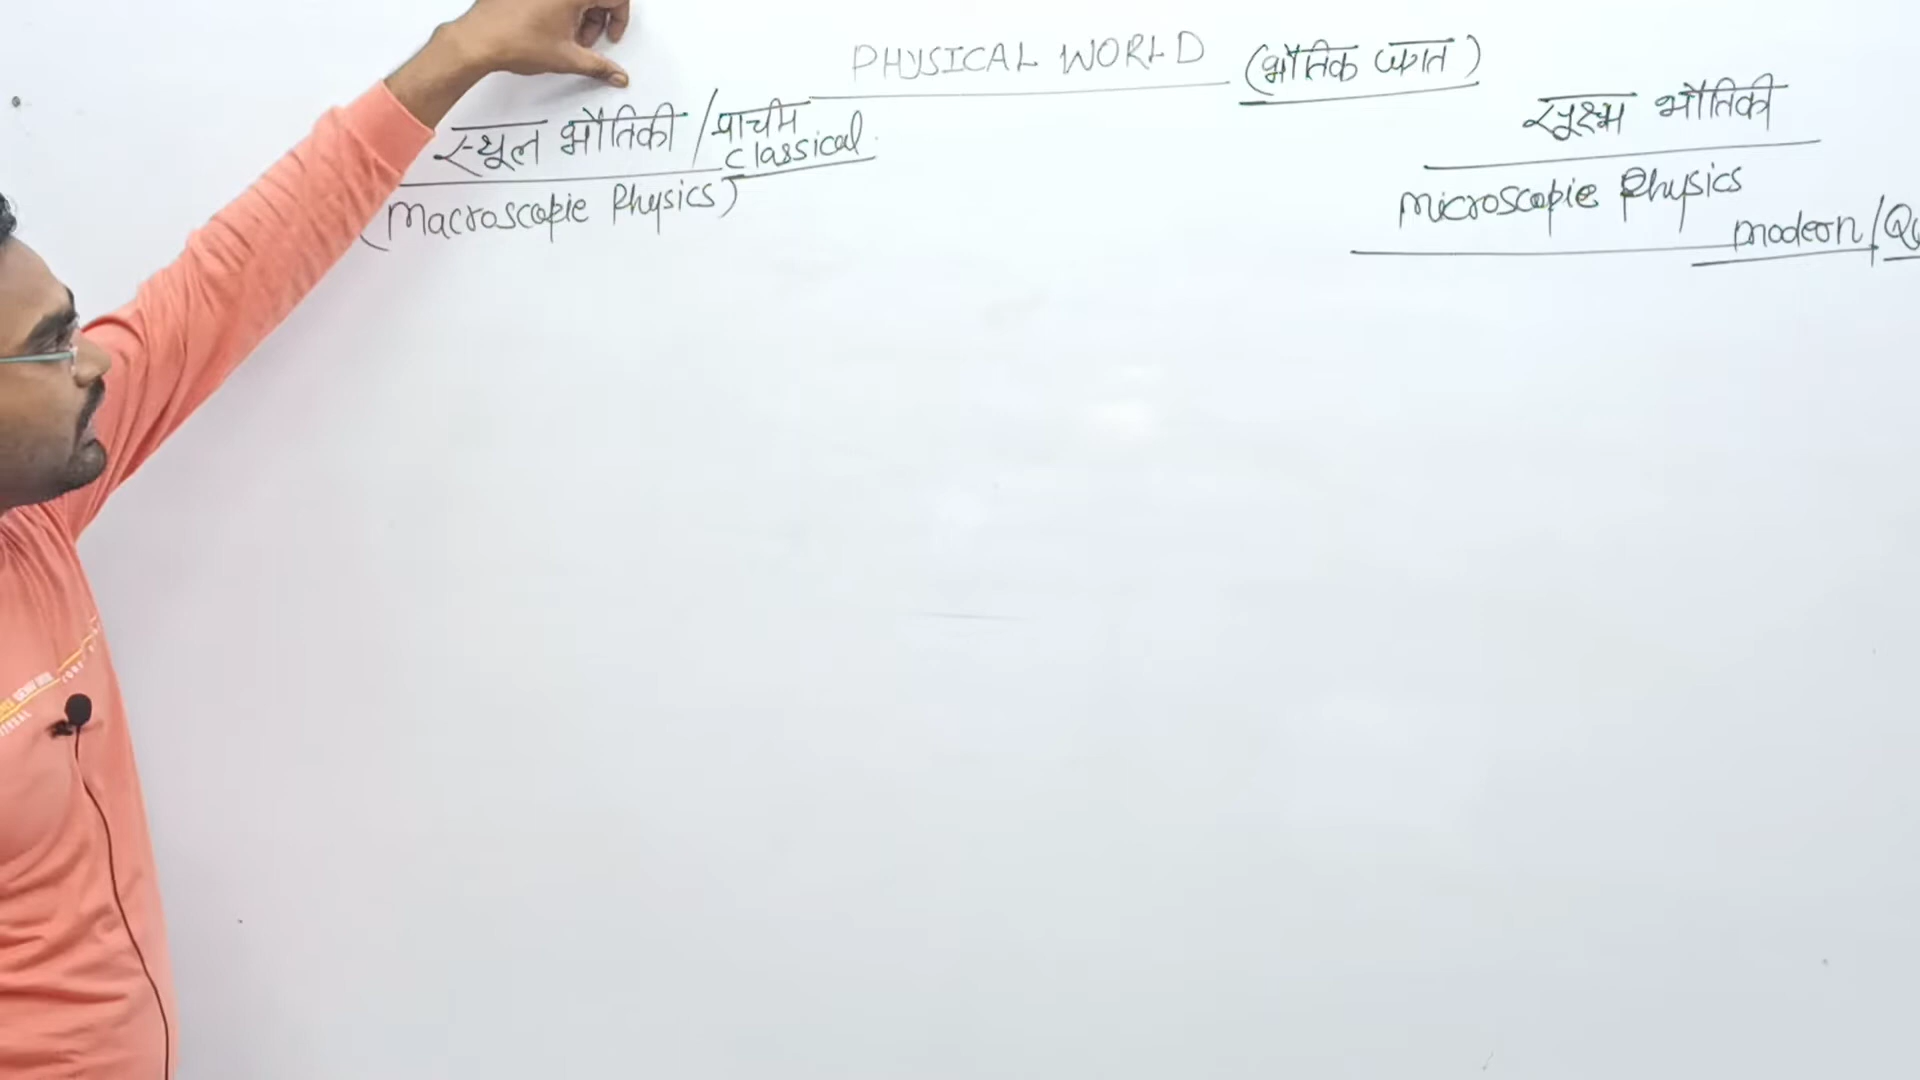 PHYSICAL WORLD (भौतिक जगत)
स्थूल भौतिकी / प्राचीन
Classical
(Macroscopic Physics)
सूक्ष्म भौतिकी
Microscopic Physics
modern /